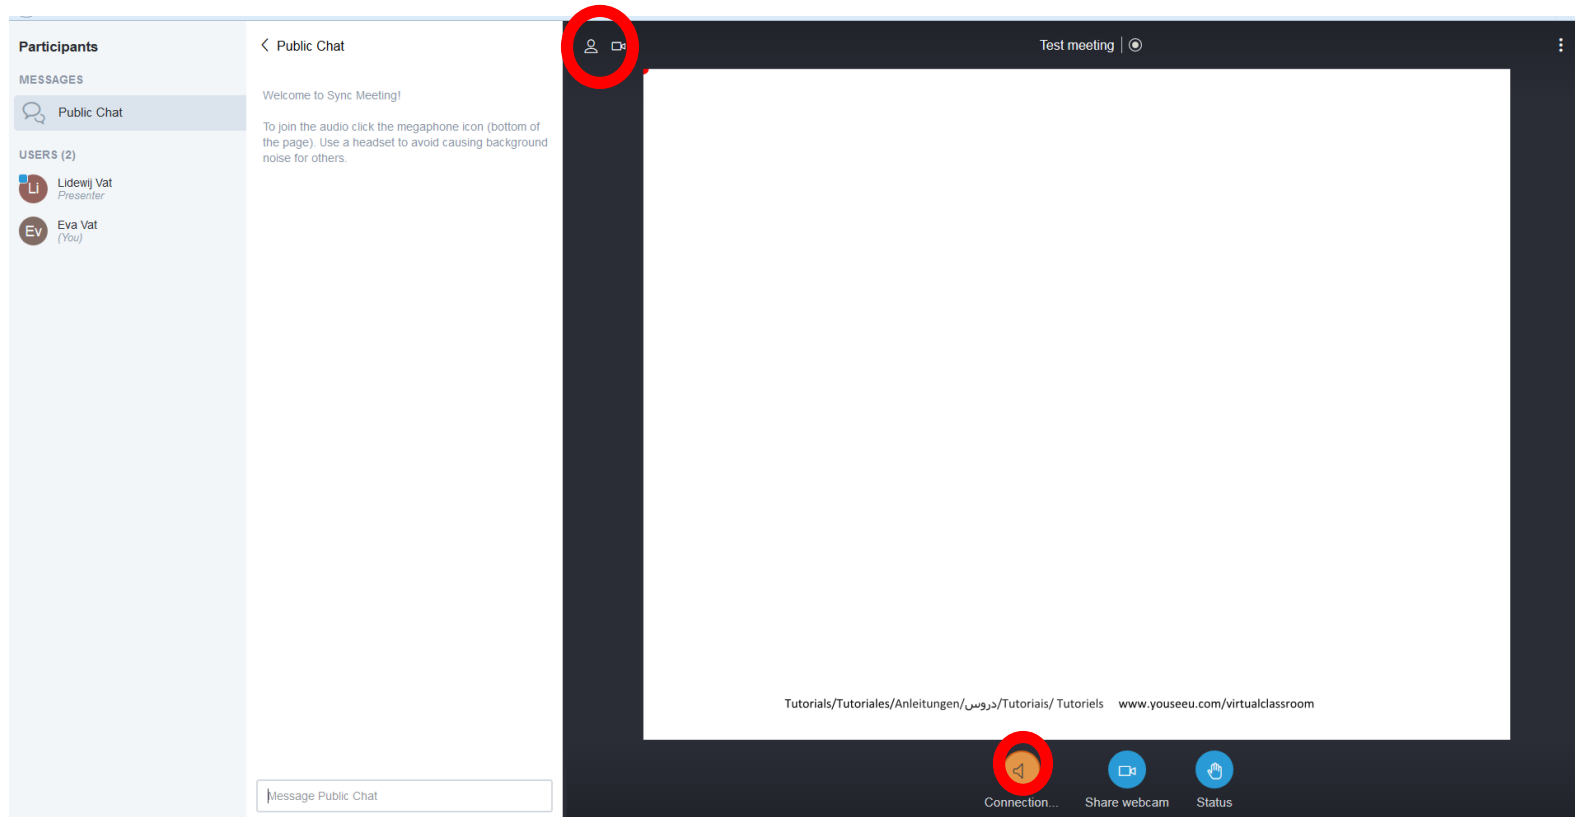 Participants
MESSAGES
Public Chat
USERS (2)
Li
Lidewij Vat
Presenter
Ev
Eva Vat
(You)
Public Chat
Welcome to Sync Meeting!
To join the audio click the megaphone icon (bottom of
the page). Use a headset to avoid causing background
noise for others.
Message Public Chat
Test meeting
Tutorials/Tutoriales/Anleitungen/دروس/Tutoriais/ Tutoriels www.youseeu.com/virtualclassroom
Connection...
Share webcam
Status